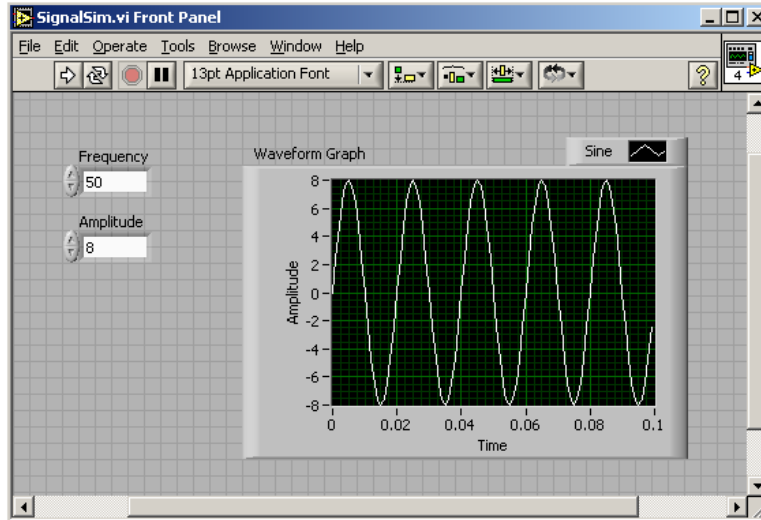 SignalSim.vi Front Panel
File Edit Operate Tools Browse Window Help
13pt Application Font
?
4
Frequency
50
Amplitude
8
Waveform Graph
Sine
Amplitude
8
6
4
2
0
-2
-4
-6
-8
0 0.02 0.04 0.06 0.08 0.1
Time